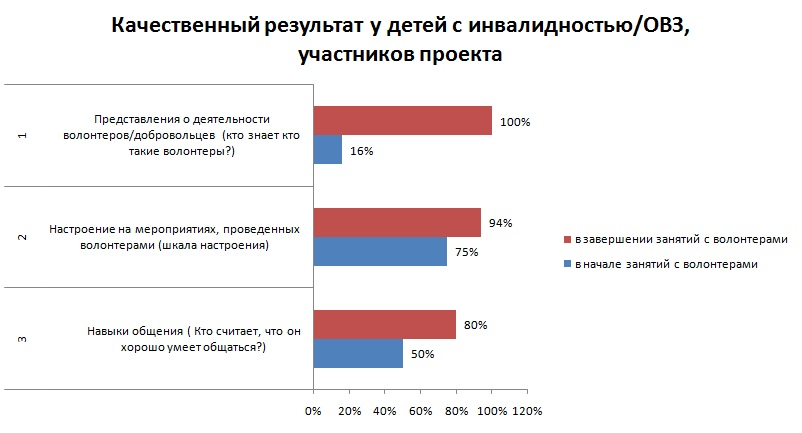 Качественный результат у детей с инвалидностью/ОВЗ,
участников проекта
1
Представления о деятельности
волонтеров/добровольцев (кто знает кто
такие волонтеры?)
100%
16%
2
Настроение на мероприятиях, проведенных
волонтерами (шкала настроения)
94%
75%
3
Навыки общения ( Кто считает, что он
хорошо умеет общаться?)
80%
50%
в завершении занятий с волонтерами
в начале занятий с волонтерами
0% 20% 40% 60% 80% 100% 120%